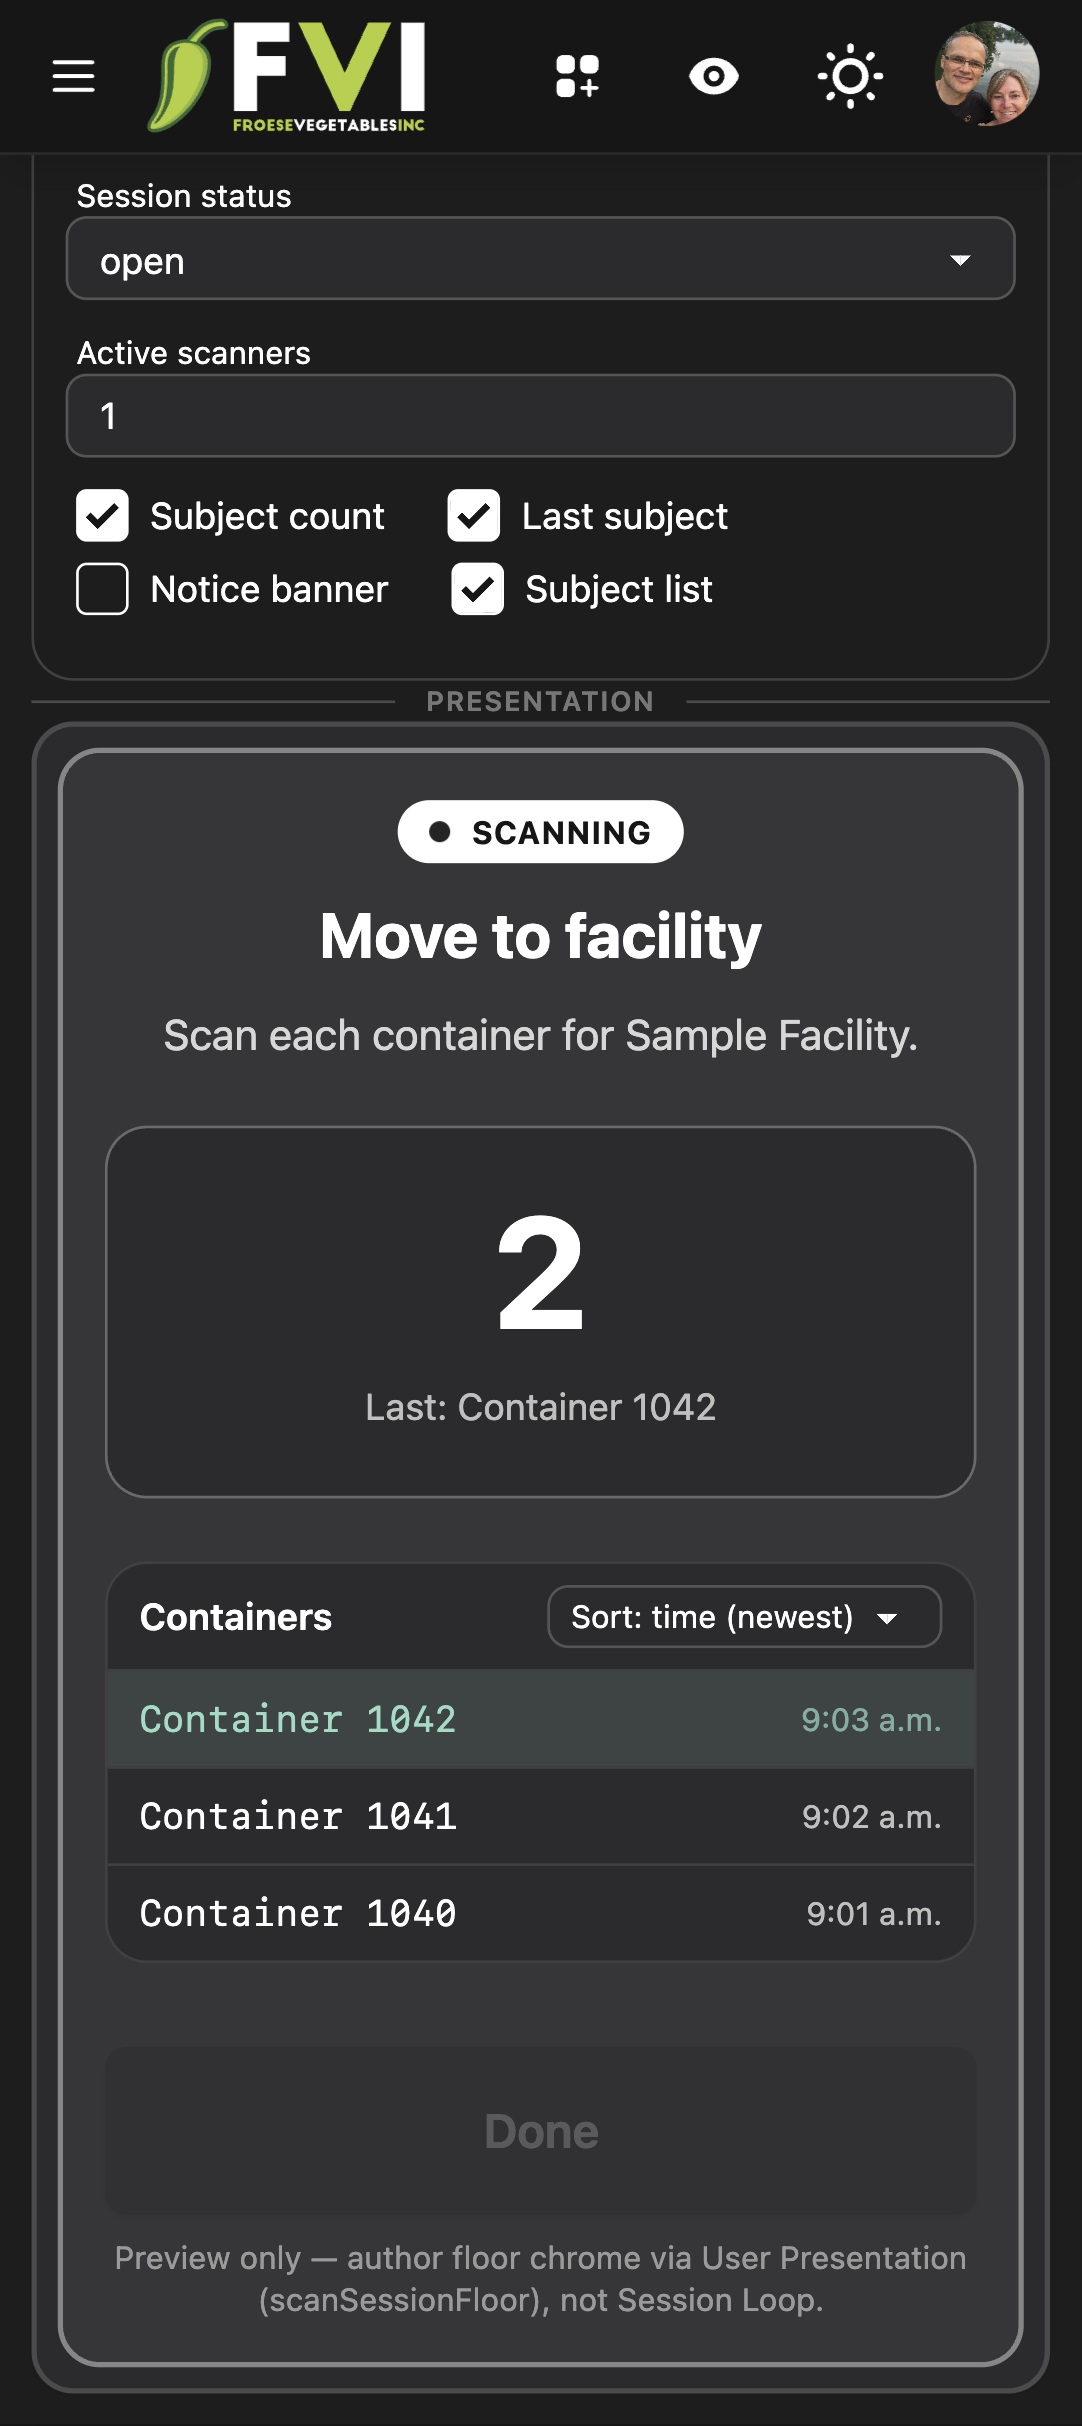 FVI
FROESEVEGETABLESINC
Session status
open
Active scanners
1
Subject count
Last subject
Notice banner
Subject list
PRESENTATION
SCANNING
Move to facility
Scan each container for Sample Facility.
2
Last: Container 1042
Containers
Sort: time (newest)
Container 1042 9:03 a.m.
Container 1041 9:02 a.m.
Container 1040 9:01 a.m.
Done
Preview only — author floor chrome via User Presentation
(scanSessionFloor), not Session Loop.